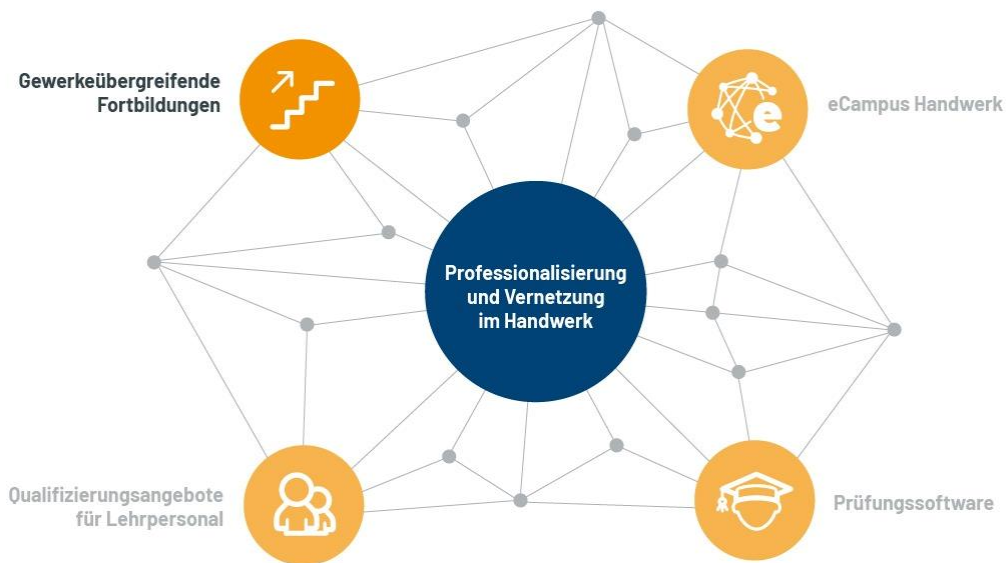 Gewerkeübergreifende
Fortbildungen
e
eCampus Handwerk
Professionalisierung
und Vernetzung
im Handwerk
Qualifizierungsangebote
für Lehrpersonal
Prüfungssoftware